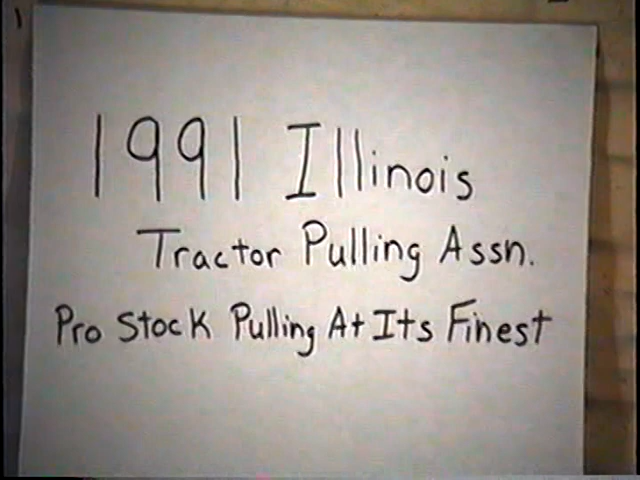 1991 Illinois
Tractor Pulling Assn.
Pro Stock Pulling At Its Finest